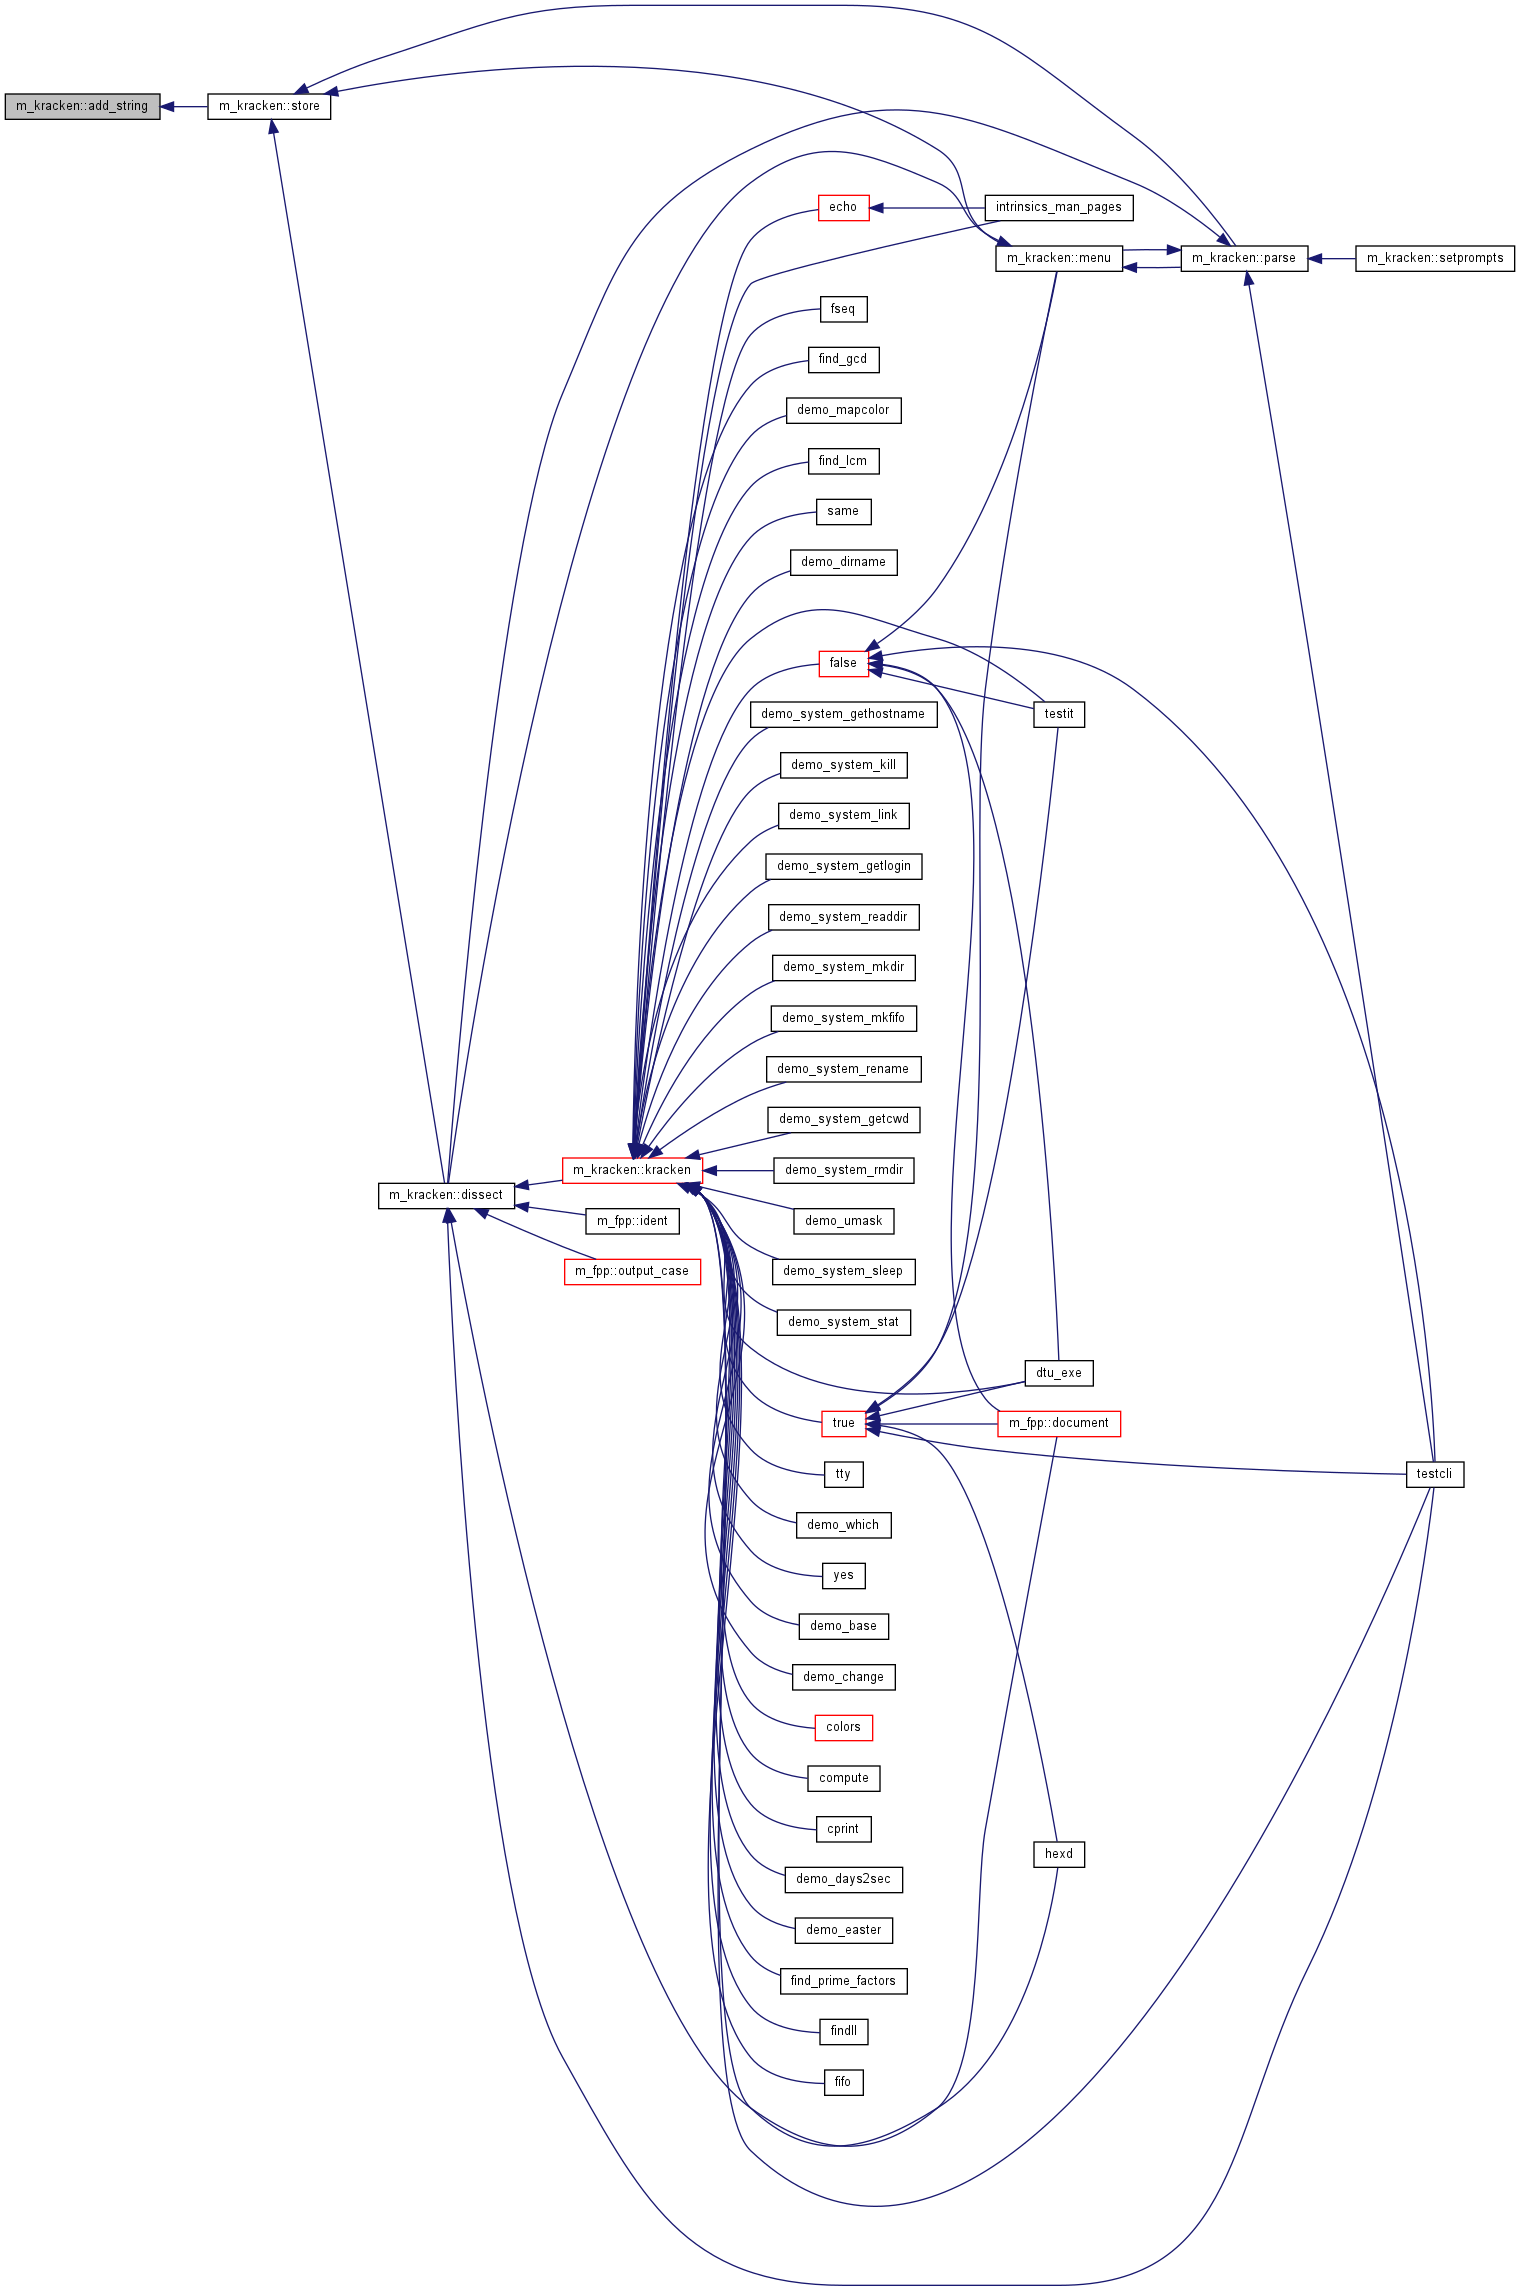 m_kracken::add_string
m_kracken::store
echo
intrinsics_man_pages
m_kracken::menu
m_kracken::parse
m_kracken::setprompts
fseq
find_gcd
demo_mapcolor
find_lcm
same
demo_dirname
false
demo_system_gethostname
testit
demo_system_kill
demo_system_link
demo_system_getlogin
demo_system_readdir
demo_system_mkdir
demo_system_mkfifo
demo_system_rename
demo_system_getcwd
m_kracken::kracken
demo_system_rmdir
m_kracken::dissect
m_fpp::ident
demo_umask
m_fpp::output_case
demo_system_sleep
demo_system_stat
dtu_exe
true
m_fpp::document
tty
testcli
demo_which
yes
demo_base
demo_change
colors
compute
cprint
hexd
demo_days2sec
demo_easter
find_prime_factors
findll
fifo